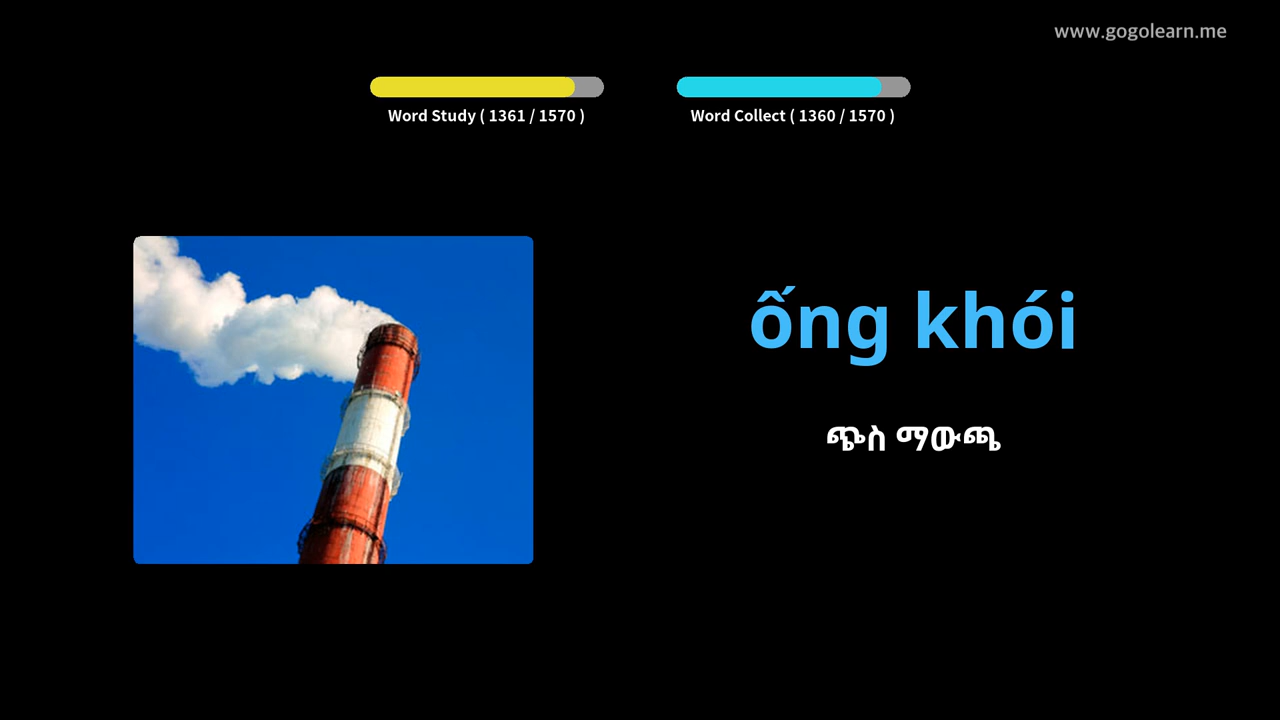 www.gogolearn.me
Word Study ( 1361 / 1570 )
Word Collect ( 1360 / 1570 )
ống khói
ጭስ ማውጫ